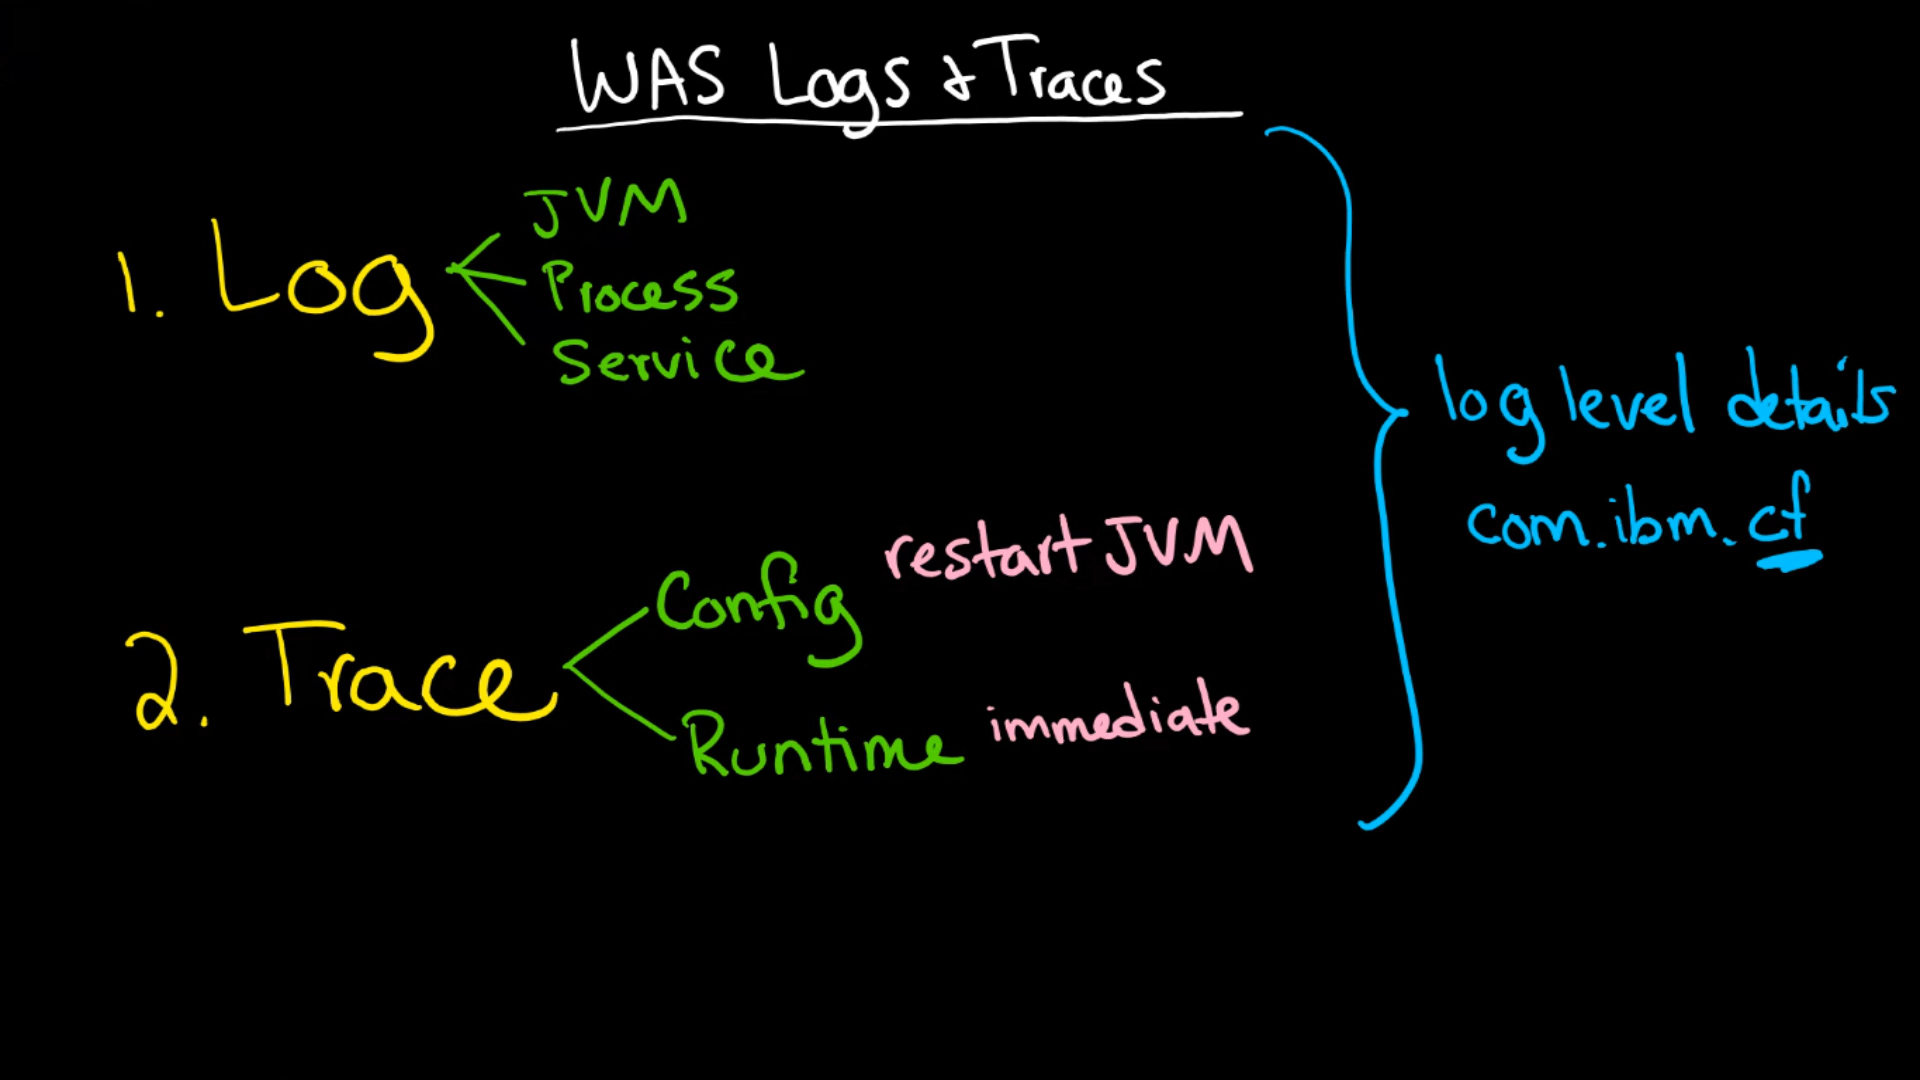 WAS Logs & Traces
1. Log
JVM
Process
Service
2. Trace
Config restart JVM
Runtime immediate
log level details
com.ibm.cf